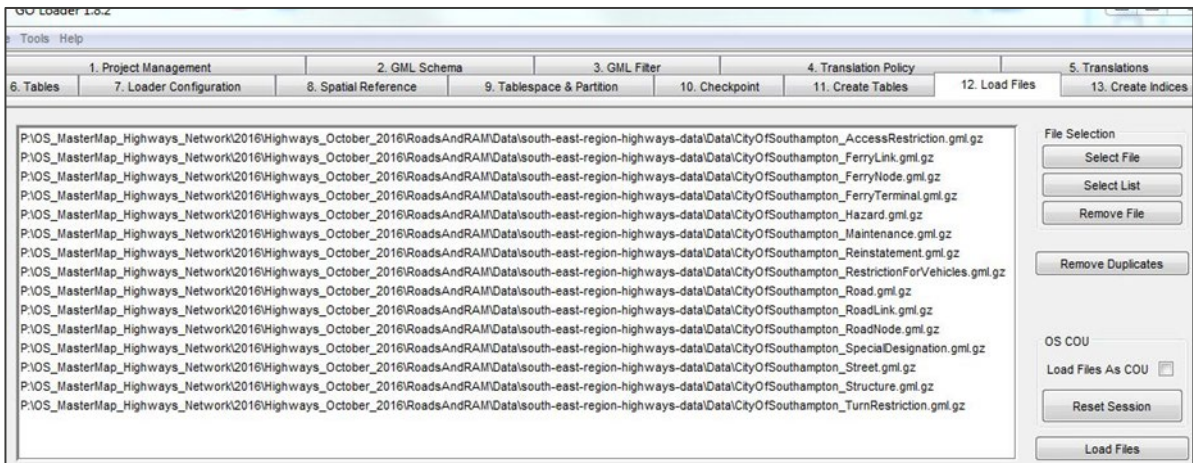 GO Loader 1.8.2
Tools Help
1. Project Management 2. GML Schema 3. GML Filter 4. Translation Policy 5. Translations
6. Tables 7. Loader Configuration 8. Spatial Reference 9. Tablespace & Partition 10. Checkpoint 11. Create Tables 12. Load Files 13. Create Indices
P:\OS_MasterMap_Highways_Network\2016\Highways_October_2016\RoadsAndRAM\Data\south-east-region-highways-data\Data\CityOfSouthampton_AccessRestriction.gml.gz
P:\OS_MasterMap_Highways_Network\2016\Highways_October_2016\RoadsAndRAM\Data\south-east-region-highways-data\Data\CityOfSouthampton_FerryLink.gml.gz
P:\OS_MasterMap_Highways_Network\2016\Highways_October_2016\RoadsAndRAM\Data\south-east-region-highways-data\Data\CityOfSouthampton_FerryNode.gml.gz
P:\OS_MasterMap_Highways_Network\2016\Highways_October_2016\RoadsAndRAM\Data\south-east-region-highways-data\Data\CityOfSouthampton_FerryTerminal.gml.gz
P:\OS_MasterMap_Highways_Network\2016\Highways_October_2016\RoadsAndRAM\Data\south-east-region-highways-data\Data\CityOfSouthampton_Hazard.gml.gz
P:\OS_MasterMap_Highways_Network\2016\Highways_October_2016\RoadsAndRAM\Data\south-east-region-highways-data\Data\CityOfSouthampton_Maintenance.gml.gz
P:\OS_MasterMap_Highways_Network\2016\Highways_October_2016\RoadsAndRAM\Data\south-east-region-highways-data\Data\CityOfSouthampton_Reinstatement.gml.gz
P:\OS_MasterMap_Highways_Network\2016\Highways_October_2016\RoadsAndRAM\Data\south-east-region-highways-data\Data\CityOfSouthampton_RestrictionForVehicles.gml.gz
P:\OS_MasterMap_Highways_Network\2016\Highways_October_2016\RoadsAndRAM\Data\south-east-region-highways-data\Data\CityOfSouthampton_Road.gml.gz
P:\OS_MasterMap_Highways_Network\2016\Highways_October_2016\RoadsAndRAM\Data\south-east-region-highways-data\Data\CityOfSouthampton_RoadLink.gml.gz
P:\OS_MasterMap_Highways_Network\2016\Highways_October_2016\RoadsAndRAM\Data\south-east-region-highways-data\Data\CityOfSouthampton_RoadNode.gml.gz
P:\OS_MasterMap_Highways_Network\2016\Highways_October_2016\RoadsAndRAM\Data\south-east-region-highways-data\Data\CityOfSouthampton_SpecialDesignation.gml.gz
P:\OS_MasterMap_Highways_Network\2016\Highways_October_2016\RoadsAndRAM\Data\south-east-region-highways-data\Data\CityOfSouthampton_Street.gml.gz
P:\OS_MasterMap_Highways_Network\2016\Highways_October_2016\RoadsAndRAM\Data\south-east-region-highways-data\Data\CityOfSouthampton_Structure.gml.gz
P:\OS_MasterMap_Highways_Network\2016\Highways_October_2016\RoadsAndRAM\Data\south-east-region-highways-data\Data\CityOfSouthampton_TurnRestriction.gml.gz
File Selection
Select File
Select List
Remove File
Remove Duplicates
OS COU
Load Files As COU
Reset Session
Load Files